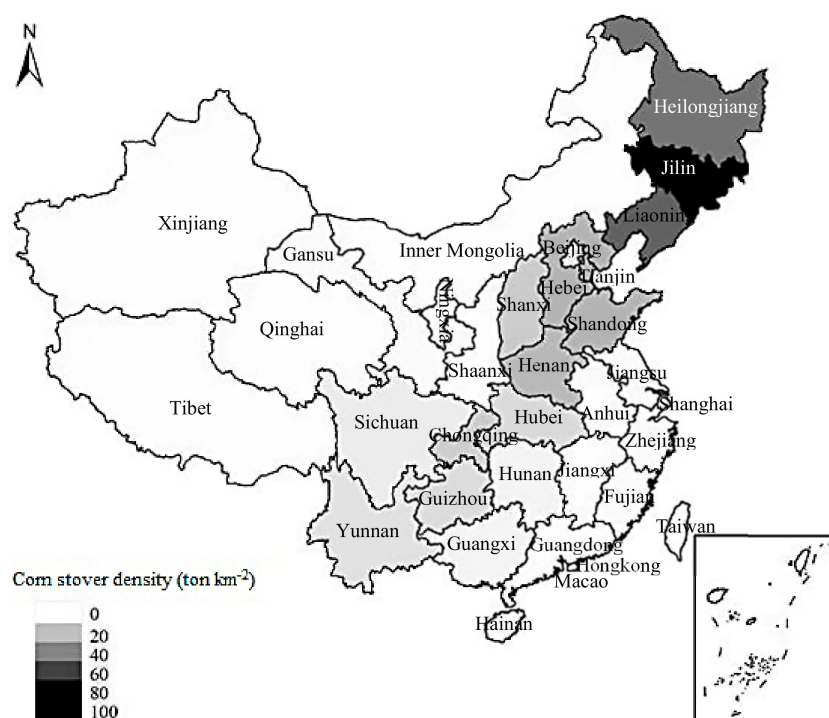 N
Heilongjiang
Jilin
Liaonin
Xinjiang
Gansu
Inner Mongolia
Beijing
Tianjin
Hebei
Ningxia
Shanxi
Shandong
Qinghai
Shaanxi
Henan
Jiangsu
Tibet
Sichuan
Hubei
Anhui
Shanghai
Chongqing
Zhejiang
Hunan
Jiangxi
Guizhou
Fujian
Yunnan
Guangxi
Guangdong
Taiwan
Hongkong
Macao
Hainan
Corn stover density (ton km-2)
0
20
40
60
80
100